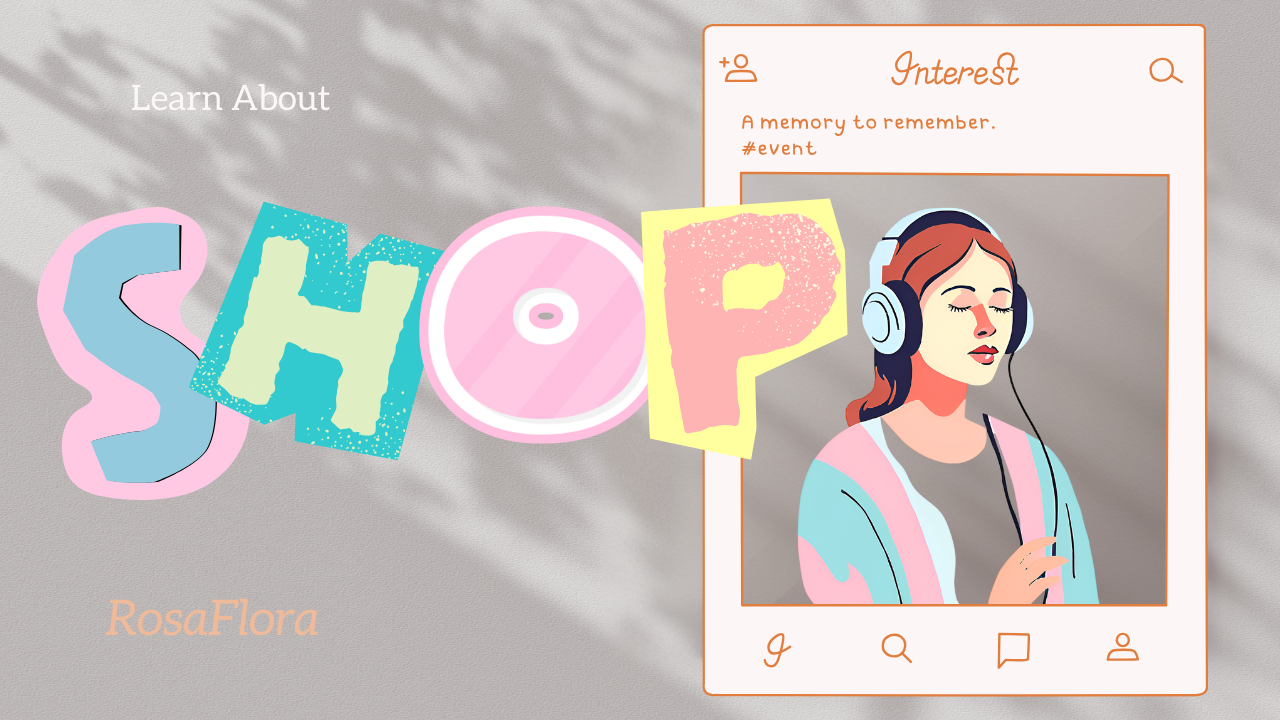 Learn About
SHOP
RosaFlora
Interest
A memory to remember.
#event